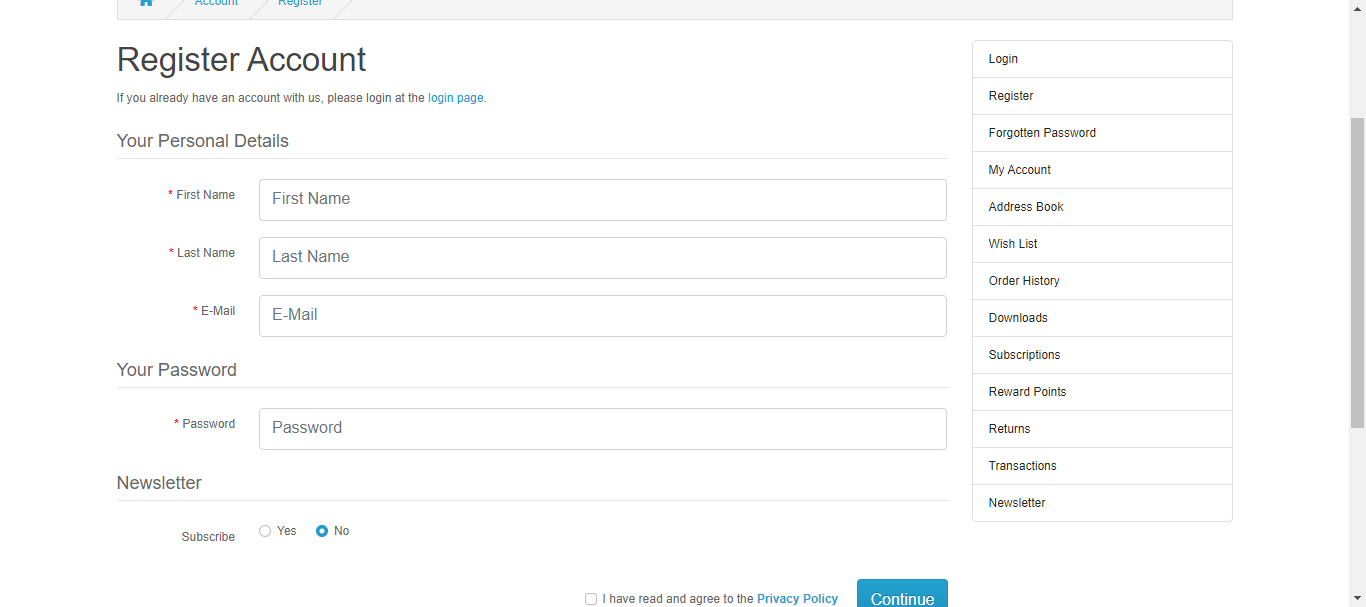 Account
Register
Register Account
If you already have an account with us, please login at the login page.
Your Personal Details
* First Name
First Name
* Last Name
Last Name
* E-Mail
E-Mail
Your Password
* Password
Password
Newsletter
Subscribe
Yes
No
I have read and agree to the Privacy Policy
Continue
Login
Register
Forgotten Password
My Account
Address Book
Wish List
Order History
Downloads
Subscriptions
Reward Points
Returns
Transactions
Newsletter